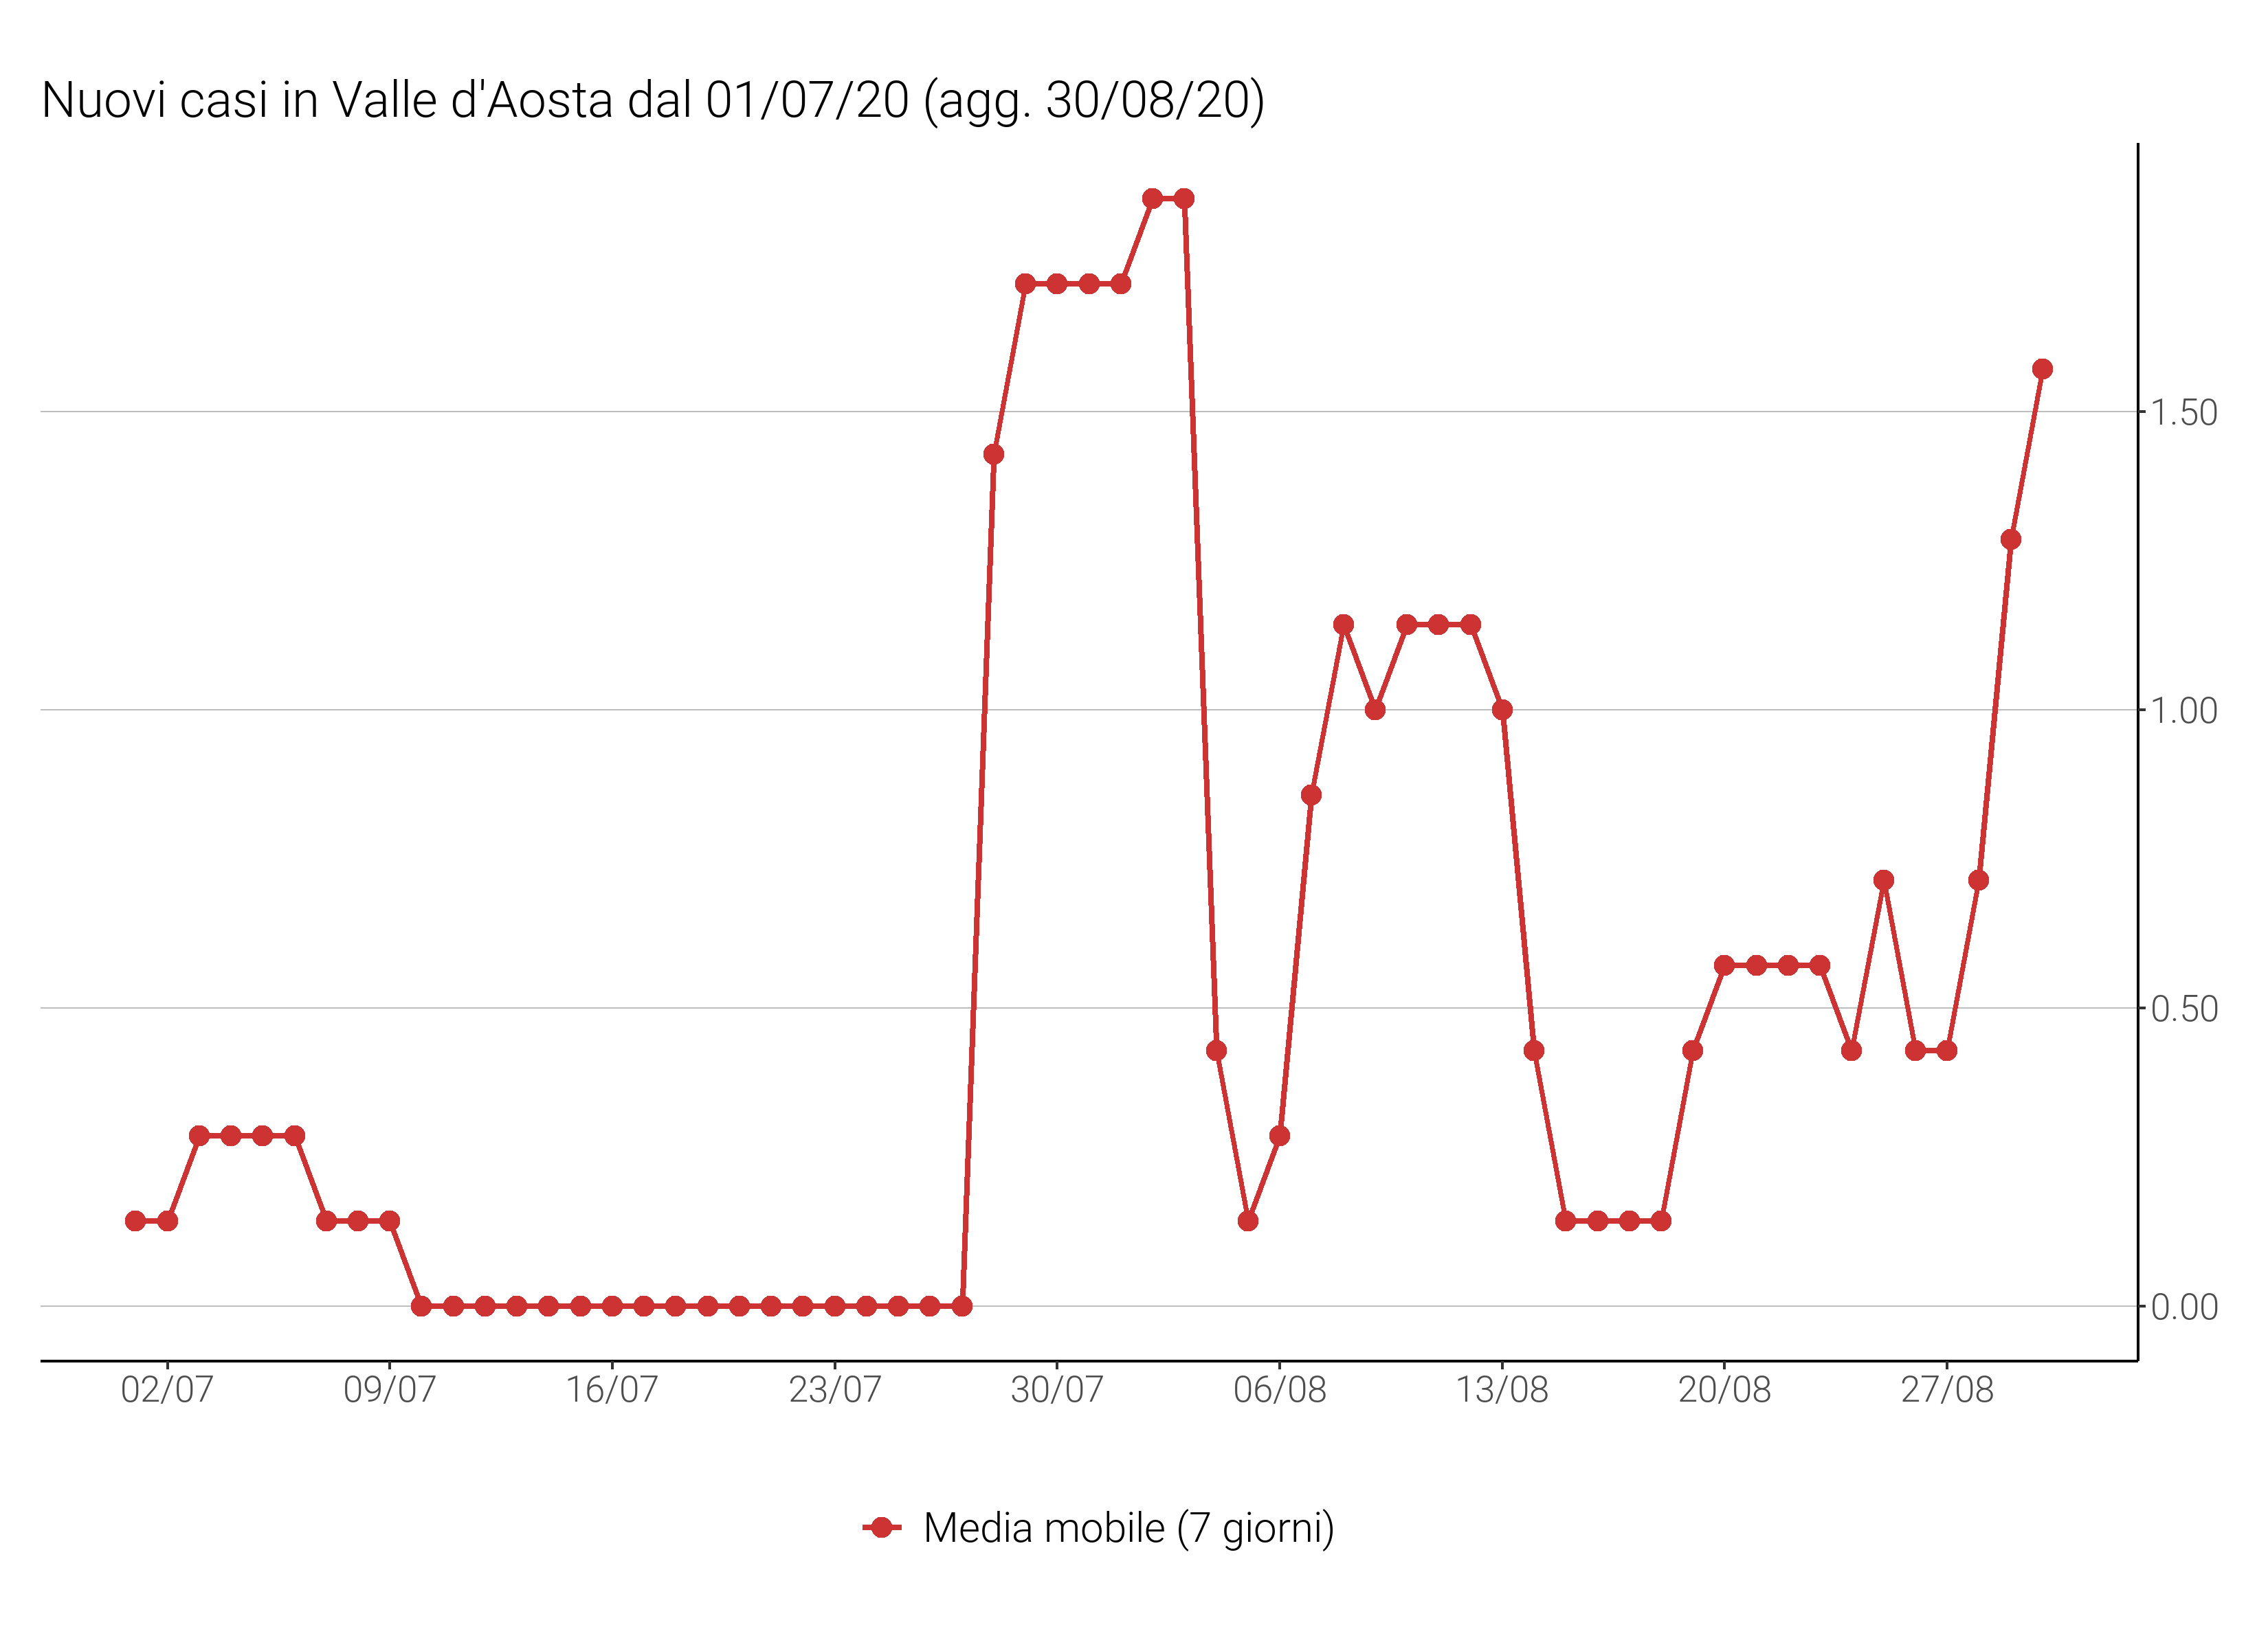 Nuovi casi in Valle d'Aosta dal 01/07/20 (agg. 30/08/20)
1.50
1.00
0.50
0.00
02/07 09/07 16/07 23/07 30/07 06/08 13/08 20/08 27/08
Media mobile (7 giorni)